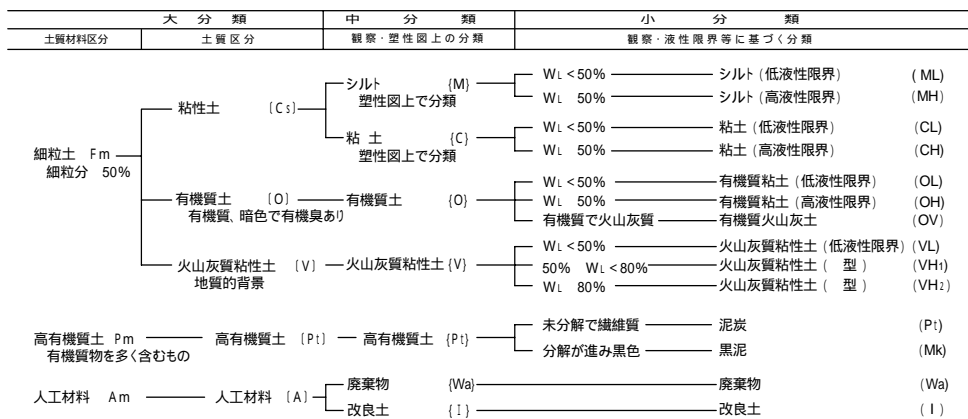 大 分 類 中 分 類 小 分 類
土質材料区分 土質区分 観察・塑性図上の分類 観察・液性限界等に基づく分類
シルト {M} WL <50% シルト (低液性限界) (ML)
塑性図上で分類 WL 50% シルト (高液性限界) (MH)
粘性土 〔Cs〕
粘 土 {C} WL <50% 粘土 (低液性限界) (CL)
塑性図上で分類 WL 50% 粘土 (高液性限界) (CH)
細粒土 Fm
細粒分 50%
WL <50% 有機質粘土 (低液性限界) (OL)
有機質土 〔O〕 有機質土 {O} WL 50% 有機質粘土 (高液性限界) (OH)
有機質、暗色で有機臭あり 有機質で火山灰質 有機質火山灰土 (OV)
WL <50% 火山灰質粘性土 (低液性限界) (VL)
火山灰質粘性土 〔V〕 火山灰質粘性土 {V} 50% WL <80% 火山灰質粘性土 ( 型 ) (VH1)
地質的背景 WL 80% 火山灰質粘性土 ( 型 ) (VH2)
未分解で繊維質 泥炭 (Pt)
高有機質土 Pm 高有機質土 〔Pt〕 高有機質土 {Pt}
有機質物を多く含むもの 分解が進み黒色 黒泥 (Mk)
廃棄物 {Wa} 廃棄物 (Wa)
人工材料 Am 人工材料 〔A〕
改良土 {I} 改良土 (I)